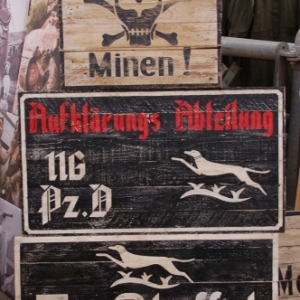 Minen!
Aufklärungs Abteilung
116
Pz.D